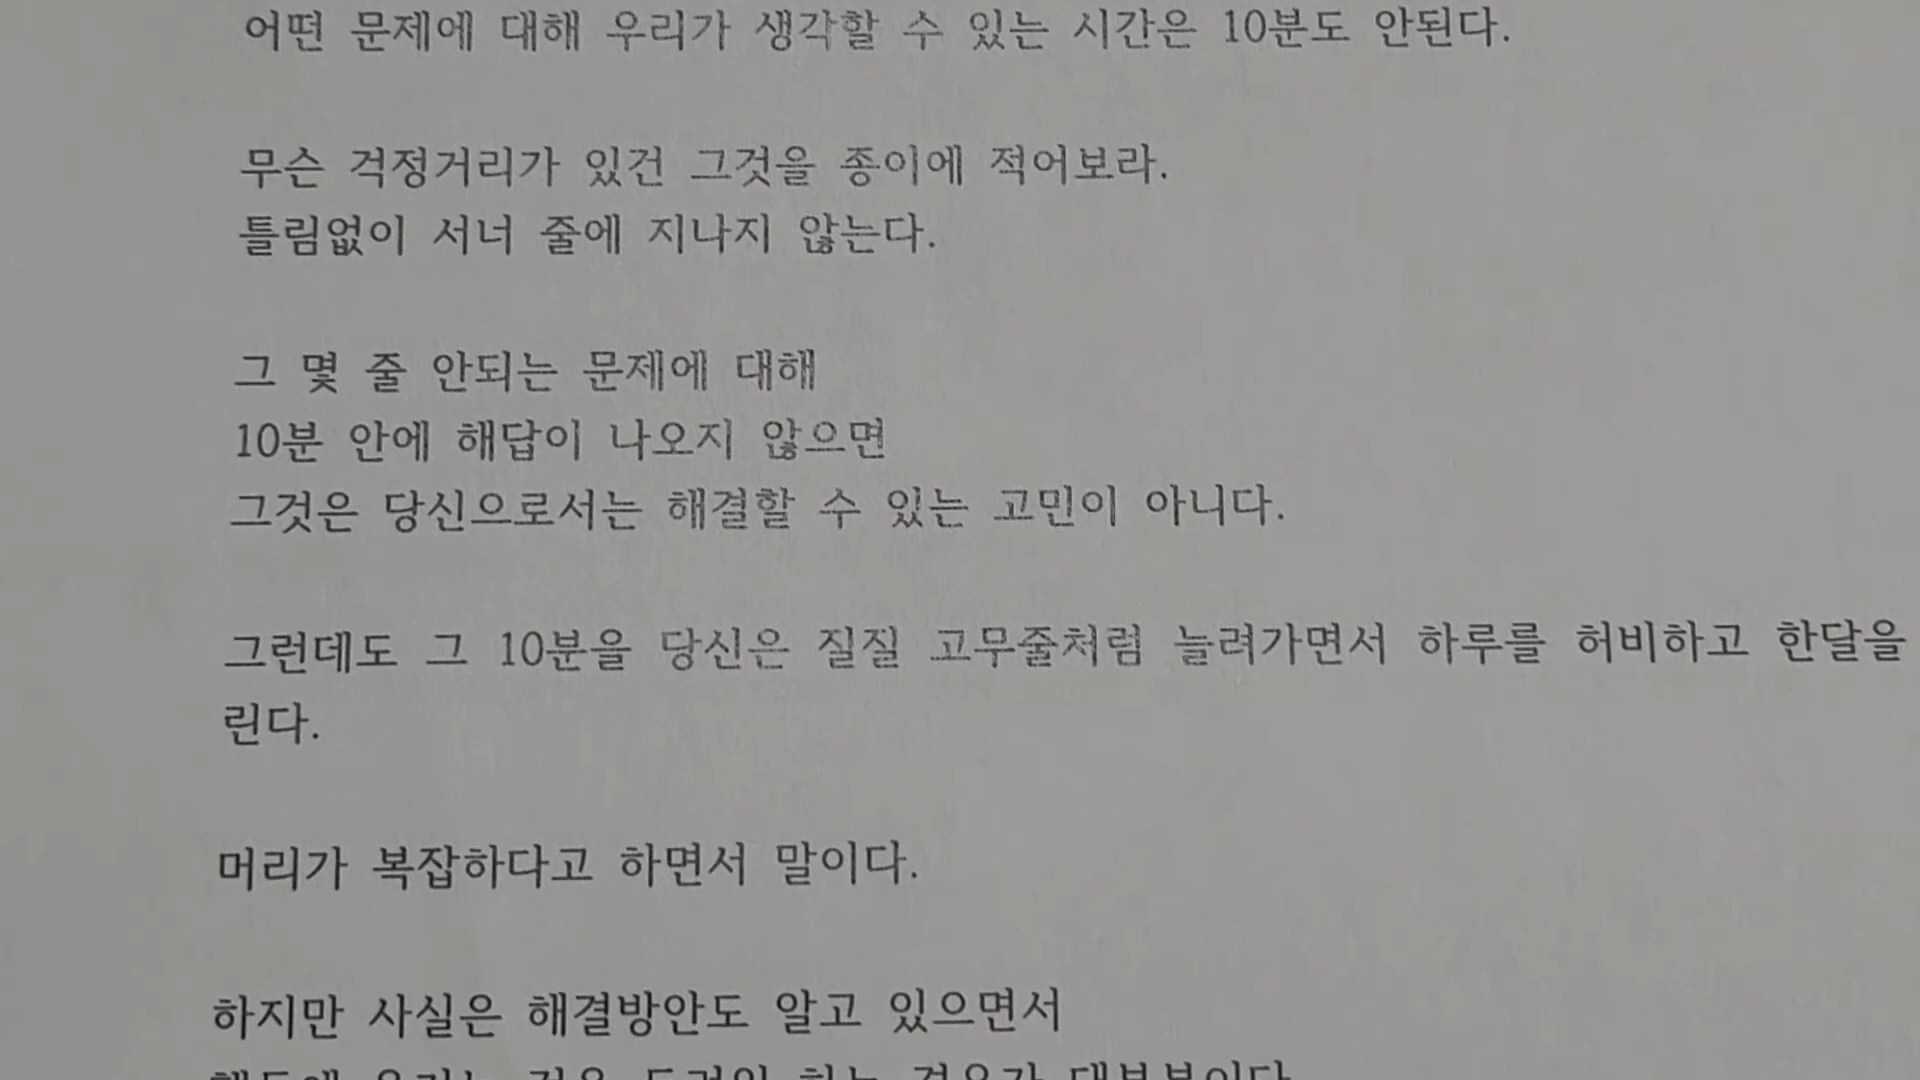 어떤 문제에 대해 우리가 생각할 수 있는 시간은 10분도 안된다.
무슨 걱정거리가 있건 그것을 종이에 적어보라.
틀림없이 서너 줄에 지나지 않는다.
그 몇 줄 안되는 문제에 대해
10분 안에 해답이 나오지 않으면
그것은 당신으로서는 해결할 수 있는 고민이 아니다.
그런데도 그 10분을 당신은 질질 고무줄처럼 늘려가면서 하루를 허비하고 한달을
린다.
머리가 복잡하다고 하면서 말이다.
하지만 사실은 해결방안도 알고 있으면서